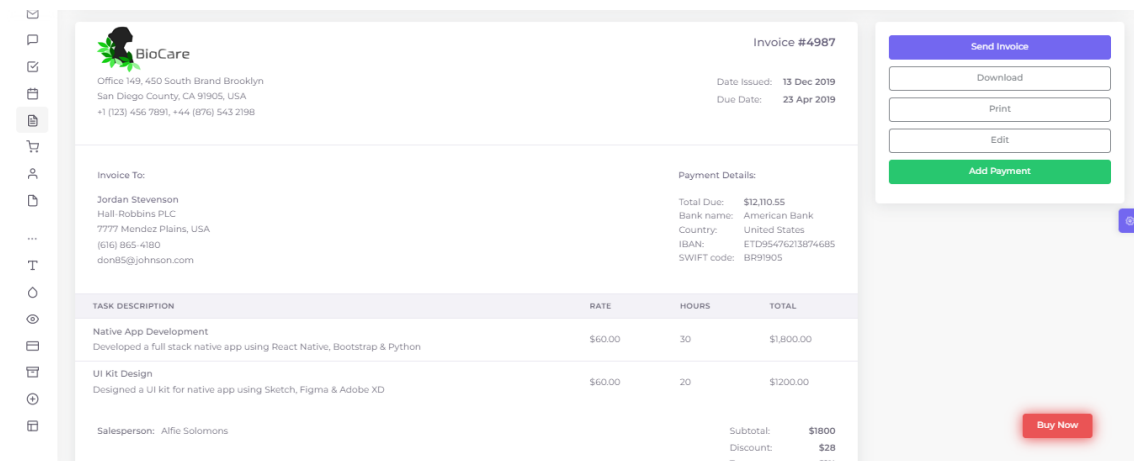 BioCare
Invoice #4987
Office 149, 450 South Brand Brooklyn
San Diego County, CA 91905, USA
+1 (123) 456 7891, +44 (876) 543 2198
Date Issued: 13 Dec 2019
Due Date: 23 Apr 2019
Send Invoice
Download
Print
Edit
Add Payment
Invoice To:
Jordan Stevenson
Hall-Robbins PLC
7777 Mendez Plains, USA
(616) 865-4180
don85@johnson.com
Payment Details:
Total Due: $12,110.55
Bank name: American Bank
Country: United States
IBAN: ETD95476213874685
SWIFT code: BR91905
TASK DESCRIPTION RATE HOURS TOTAL
Native App Development
Developed a full stack native app using React Native, Bootstrap & Python
$60.00 30 $1,800.00
UI Kit Design
Designed a UI kit for native app using Sketch, Figma & Adobe XD
$60.00 20 $1200.00
Salesperson: Alfie Solomons
Subtotal: $1800
Discount: $28
Buy Now